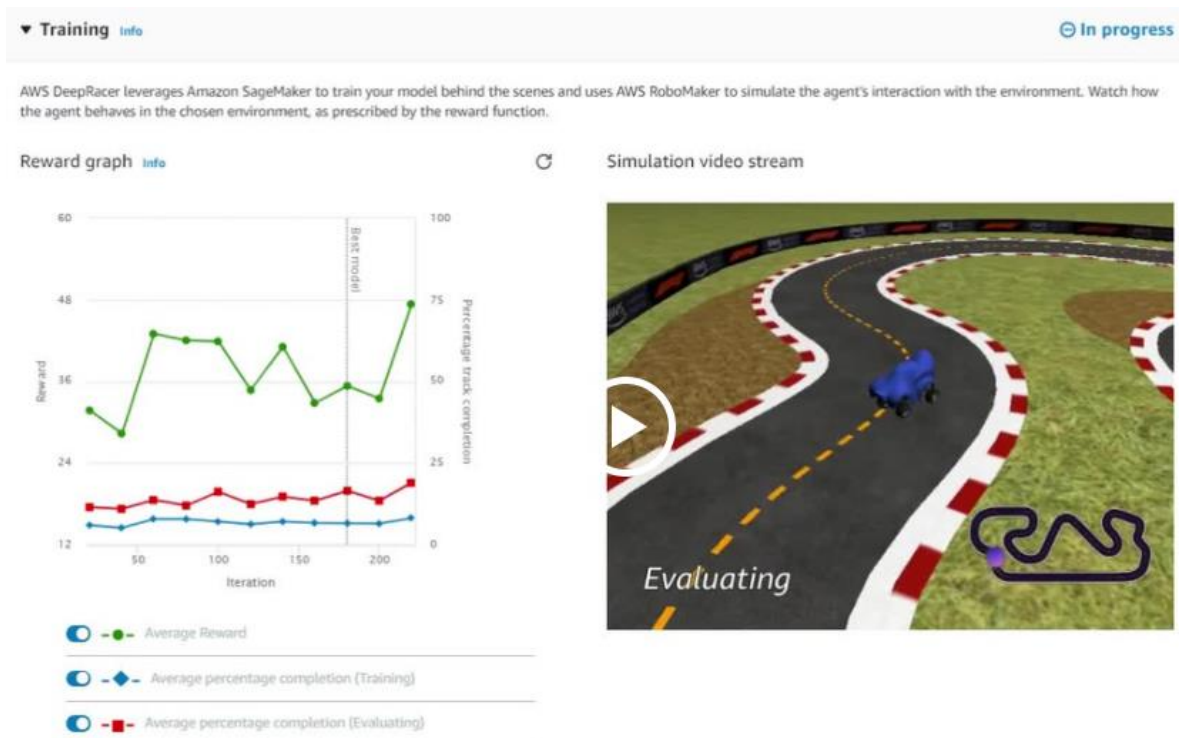 Training Info
In progress
AWS DeepRacer leverages Amazon SageMaker to train your model behind the scenes and uses AWS RoboMaker to simulate the agent's interaction with the environment. Watch how
the agent behaves in the chosen environment, as prescribed by the reward function.
Reward graph Info
Simulation video stream
60
48
36
24
12
Reward
100
75
50
25
0
Percentage track completion
Best model
50 100 150 200
Iteration
Average Reward
Average percentage completion (Training)
Average percentage completion (Evaluating)
Evaluating